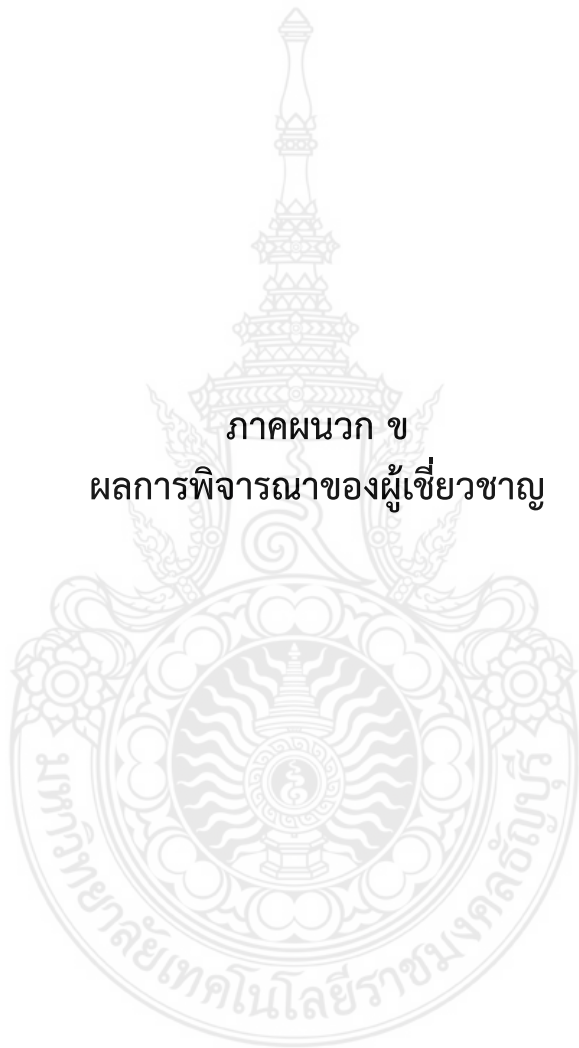 ภาคผนวก ข
ผลการพิจารณาของผู้เชี่ยวชาญ
มหาวิทยาลัยเทคโนโลยีราชมงคลธัญบุรี